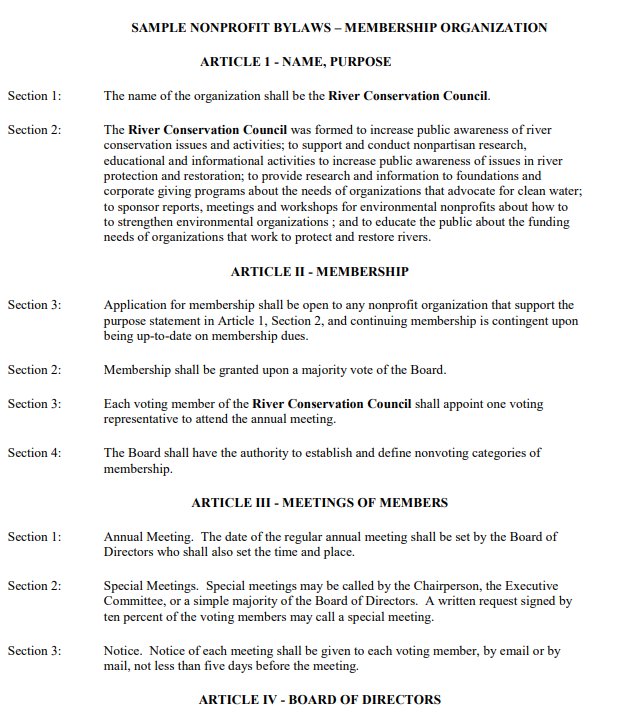 SAMPLE NONPROFIT BYLAWS – MEMBERSHIP ORGANIZATION
ARTICLE 1 - NAME, PURPOSE
Section 1: The name of the organization shall be the River Conservation Council.
Section 2: The River Conservation Council was formed to increase public awareness of river
conservation issues and activities; to support and conduct nonpartisan research,
educational and informational activities to increase public awareness of issues in river
protection and restoration; to provide research and information to foundations and
corporate giving programs about the needs of organizations that advocate for clean water;
to sponsor reports, meetings and workshops for environmental nonprofits about how to
to strengthen environmental organizations ; and to educate the public about the funding
needs of organizations that work to protect and restore rivers.
ARTICLE II - MEMBERSHIP
Section 3: Application for membership shall be open to any nonprofit organization that support the
purpose statement in Article 1, Section 2, and continuing membership is contingent upon
being up-to-date on membership dues.
Section 2: Membership shall be granted upon a majority vote of the Board.
Section 3: Each voting member of the River Conservation Council shall appoint one voting
representative to attend the annual meeting.
Section 4: The Board shall have the authority to establish and define nonvoting categories of
membership.
ARTICLE III - MEETINGS OF MEMBERS
Section 1: Annual Meeting. The date of the regular annual meeting shall be set by the Board of
Directors who shall also set the time and place.
Section 2: Special Meetings. Special meetings may be called by the Chairperson, the Executive
Committee, or a simple majority of the Board of Directors. A written request signed by
ten percent of the voting members may call a special meeting.
Section 3: Notice. Notice of each meeting shall be given to each voting member, by email or by
mail, not less than five days before the meeting.
ARTICLE IV - BOARD OF DIRECTORS